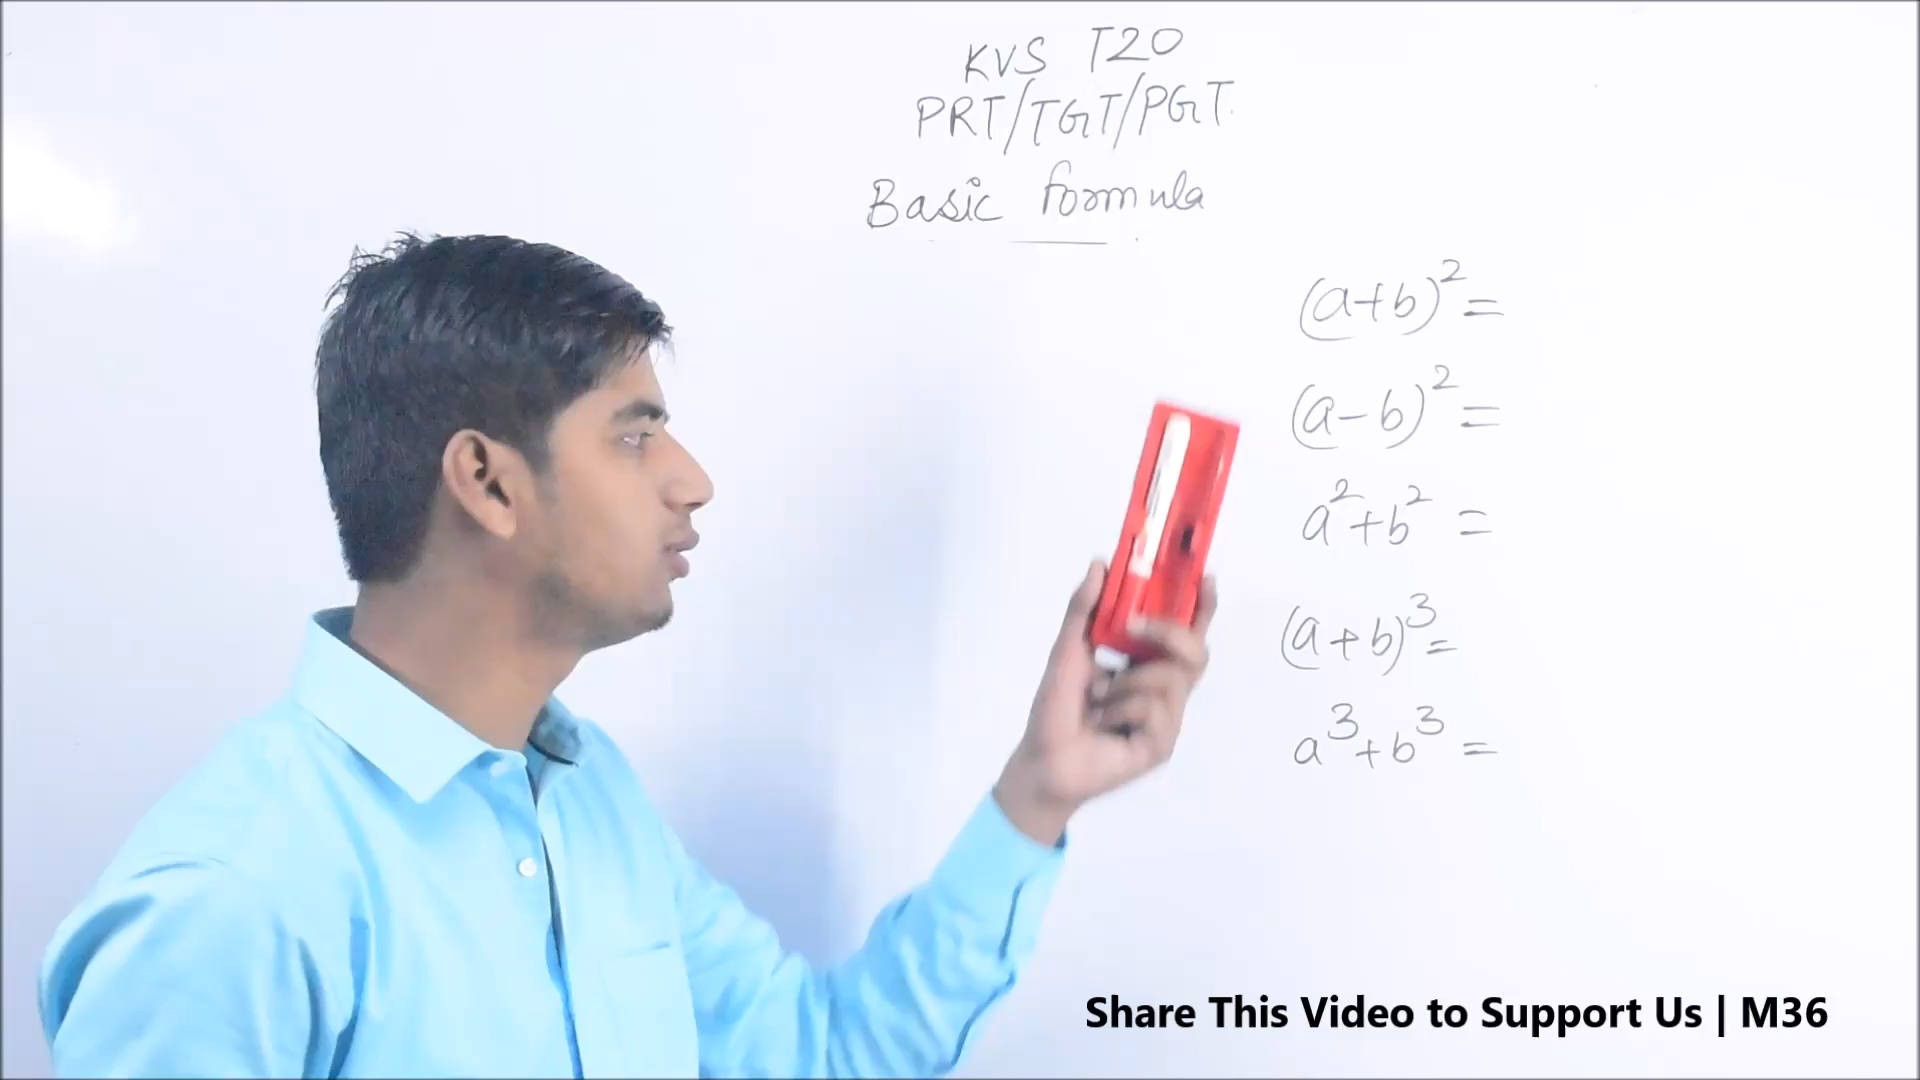 KVS T20
PRT/TGT/PGT
Basic formula
(a+b)²=
(a-b)²=
a²+b² =
(a+b)³=
a³+b³ =
Share This Video to Support Us | M36